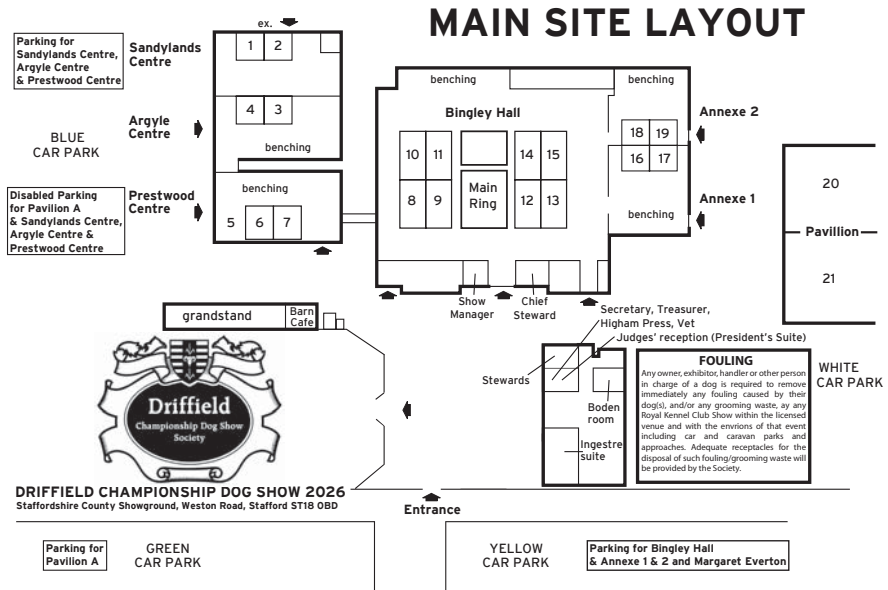 MAIN SITE LAYOUT
ex.
Parking for
Sandylands Centre,
Argyle Centre
& Prestwood Centre
Sandylands
Centre
1 2
4 3
Argyle
Centre
BLUE
CAR PARK
benching
Disabled Parking
for Pavilion A
& Sandylands Centre,
Argyle Centre &
Prestwood Centre
Prestwood
Centre
benching
5 6 7
benching
Bingley Hall
10 11
8 9
Main
Ring
14 15
12 13
benching
18 19
16 17
benching
Annexe 2
Annexe 1
20
Pavillion
21
Show
Manager
Chief
Steward
grandstand
Barn
Cafe
Secretary, Treasurer,
Higham Press, Vet
Judges' reception (President's Suite)
Stewards
Boden
room
Ingestre
suite
FOULING
Any owner, exhibitor, handler or other person
in charge of a dog is required to remove
immediately any fouling caused by their
dog(s), and/or any grooming waste, ay any
Royal Kennel Club Show within the licensed
venue and with the envrions of that event
including car and caravan parks and
approaches. Adequate receptacles for the
disposal of such fouling/grooming waste will
be provided by the Society.
WHITE
CAR PARK
Driffield
Championship Dog Show
Society
DRIFFIELD CHAMPIONSHIP DOG SHOW 2026
Staffordshire County Showground, Weston Road, Stafford ST18 0BD
Entrance
Parking for
Pavilion A
GREEN
CAR PARK
YELLOW
CAR PARK
Parking for Bingley Hall
& Annexe 1 & 2 and Margaret Everton